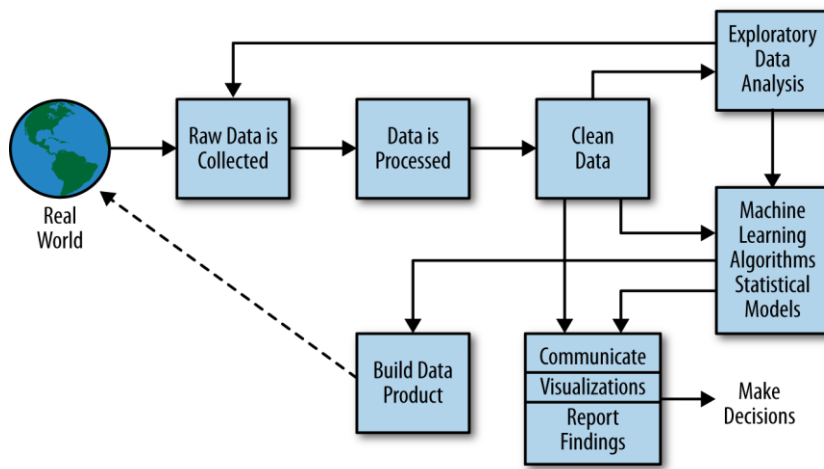 Exploratory
Data
Analysis
Raw Data is
Collected
Data is
Processed
Clean
Data
Real
World
Machine
Learning
Algorithms
Statistical
Models
Build Data
Product
Communicate
Visualizations
Report
Findings
Make
Decisions